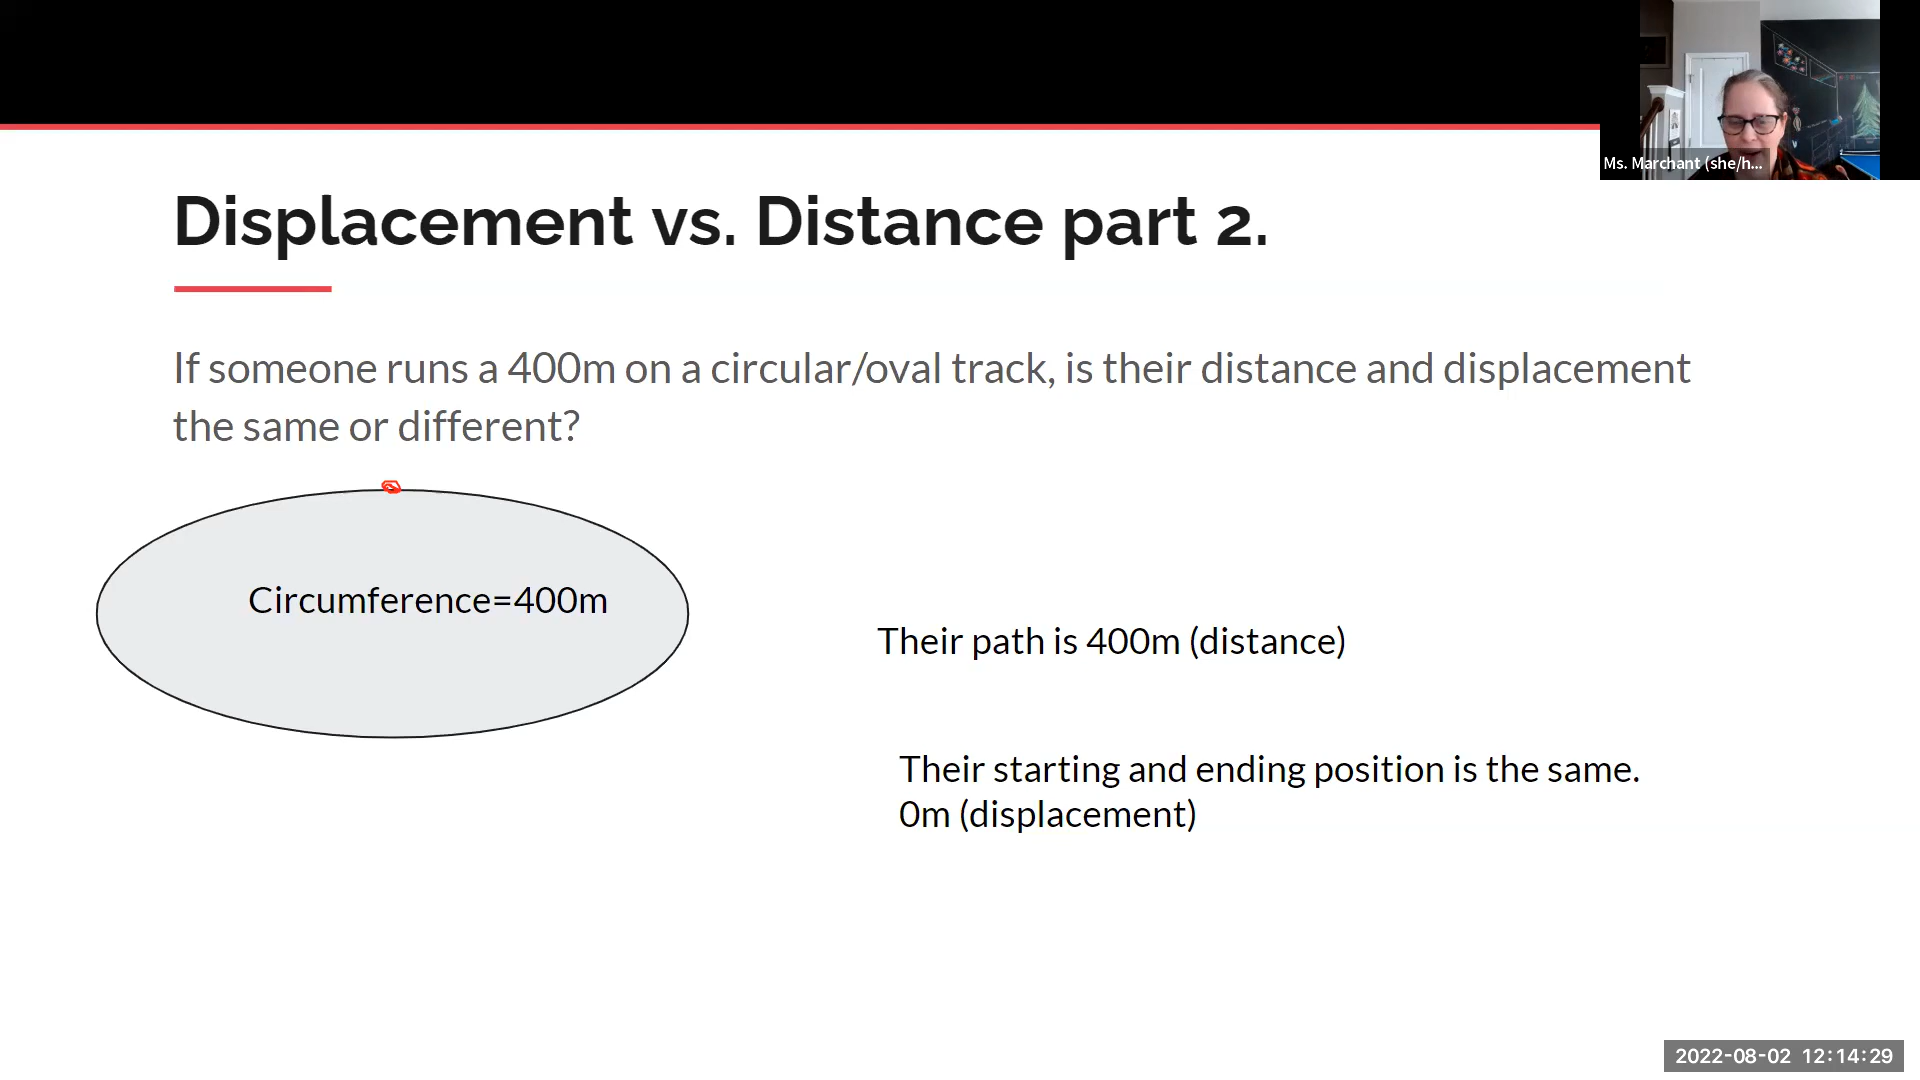 Ms. Marchant (she/h...
Displacement vs. Distance part 2.
If someone runs a 400m on a circular/oval track, is their distance and displacement
the same or different?
Circumference=400m
Their path is 400m (distance)
Their starting and ending position is the same.
0m (displacement)
2022-08-02 12:14:29